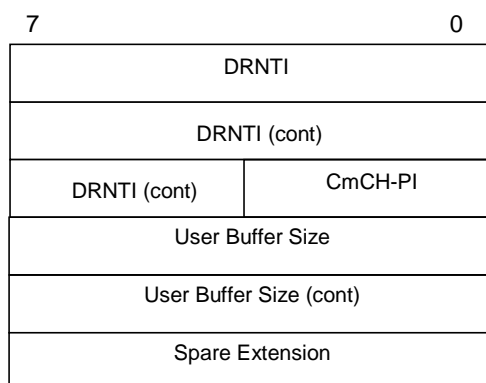 7 0
DRNTI
DRNTI (cont)
DRNTI (cont) CmCH-PI
User Buffer Size
User Buffer Size (cont)
Spare Extension